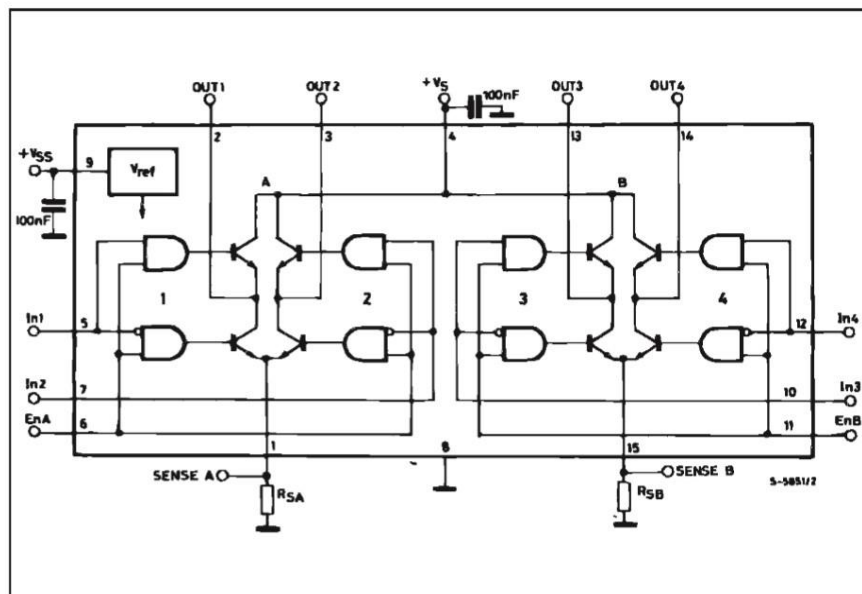 OUT1 OUT2 +VS 100nF OUT3 OUT4
2 3 4 13 14
+VSS 9 Vref A B
100nF
1 2 3 4
In1 5 12 In4
In2 7 10 In3
EnA 6 11 EnB
1 8 15
SENSE A SENSE B S-5851/2
RSA RSB